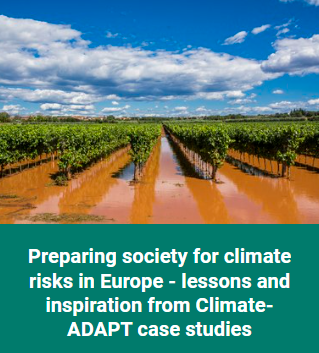 Preparing society for climate
risks in Europe - lessons and
inspiration from Climate-
ADAPT case studies